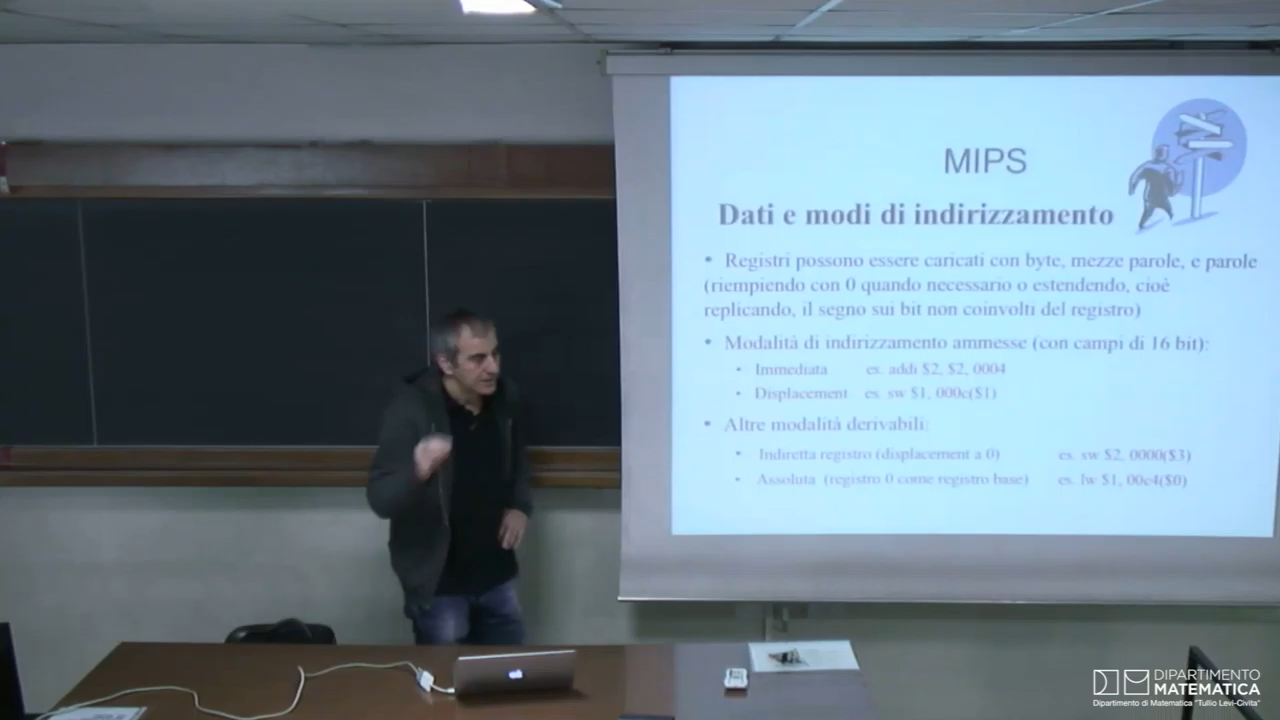 MIPS
Dati e modi di indirizzamento
• Registri possono essere caricati con byte, mezze parole, e parole
(riempiendo con 0 quando necessario o estendendo, cioè
replicando, il segno sui bit non coinvolti del registro)
• Modalità di indirizzamento ammesse (con campi di 16 bit):
• Immediata es. addi $2, $2, 0004
• Displacement es. sw $1, 000c($1)
• Altre modalità derivabili:
• Indiretta registro (displacement a 0) es. sw $2, 0000($3)
• Assoluta (registro 0 come registro base) es. lw $1, 00c4($0)
DIPARTIMENTO
MATEMATICA
Dipartimento di Matematica "Tullio Levi-Civita"